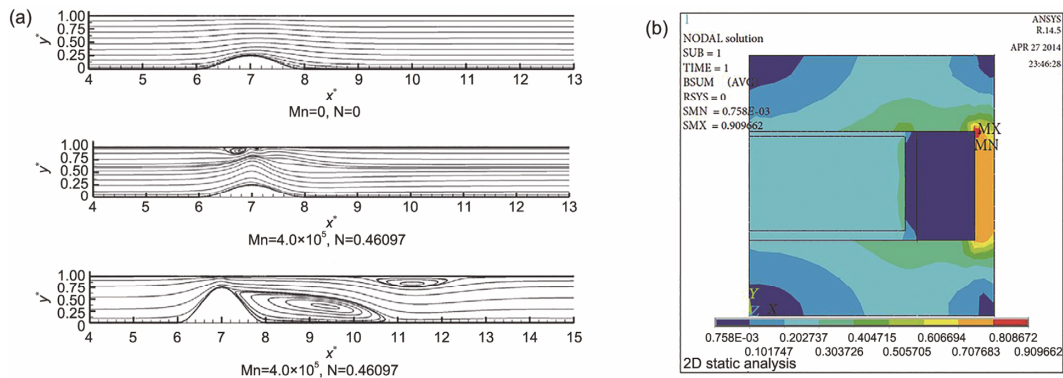 (a)
1.00
0.75
y*
0.50
0.25
0
4 5 6 7 8 9 10 11 12 13
x*
Mn=0, N=0
1.00
0.75
y*
0.50
0.25
0
4 5 6 7 8 9 10 11 12 13
x*
Mn=4.0×10⁵, N=0.46097
1.00
0.75
y*
0.50
0.25
0
4 5 6 7 8 9 10 11 12 13 14 15
x*
Mn=4.0×10⁵, N=0.46097
(b)
1
NODAL solution
SUB = 1
TIME = 1
BSUM (AVG)
RSYS = 0
SMN = 0.758E-03
SMX = 0.909662
ANSYS
R.14.5
APR 27 2014
23:46:28
MX
MN
Y
Z X
0.758E-03 0.202737 0.404715 0.606694 0.808672
0.101747 0.303726 0.505705 0.707683 0.909662
2D static analysis